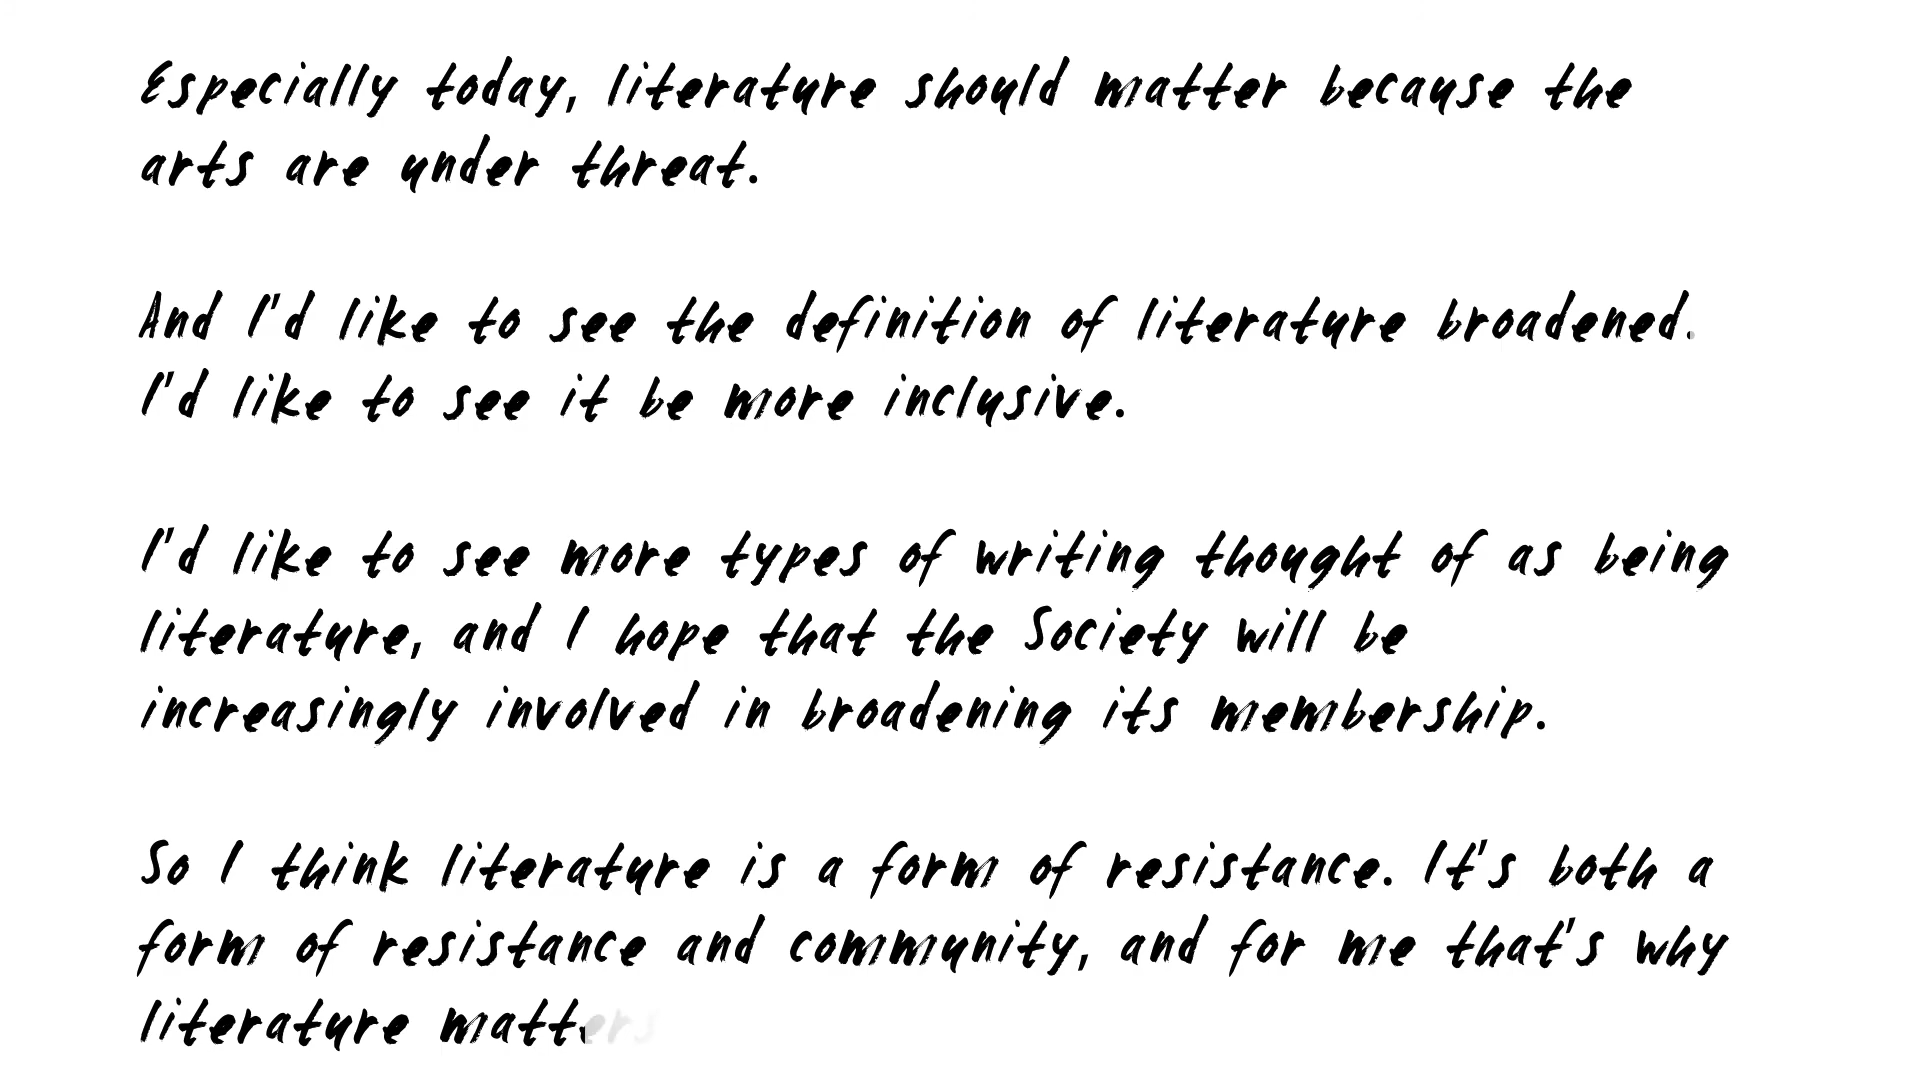 Especially today, literature should matter because the
arts are under threat.
And I'd like to see the definition of literature broadened.
I'd like to see it be more inclusive.
I'd like to see more types of writing thought of as being
literature, and I hope that the Society will be
increasingly involved in broadening its membership.
So I think literature is a form of resistance. It's both a
form of resistance and community, and for me that's why
literature matters